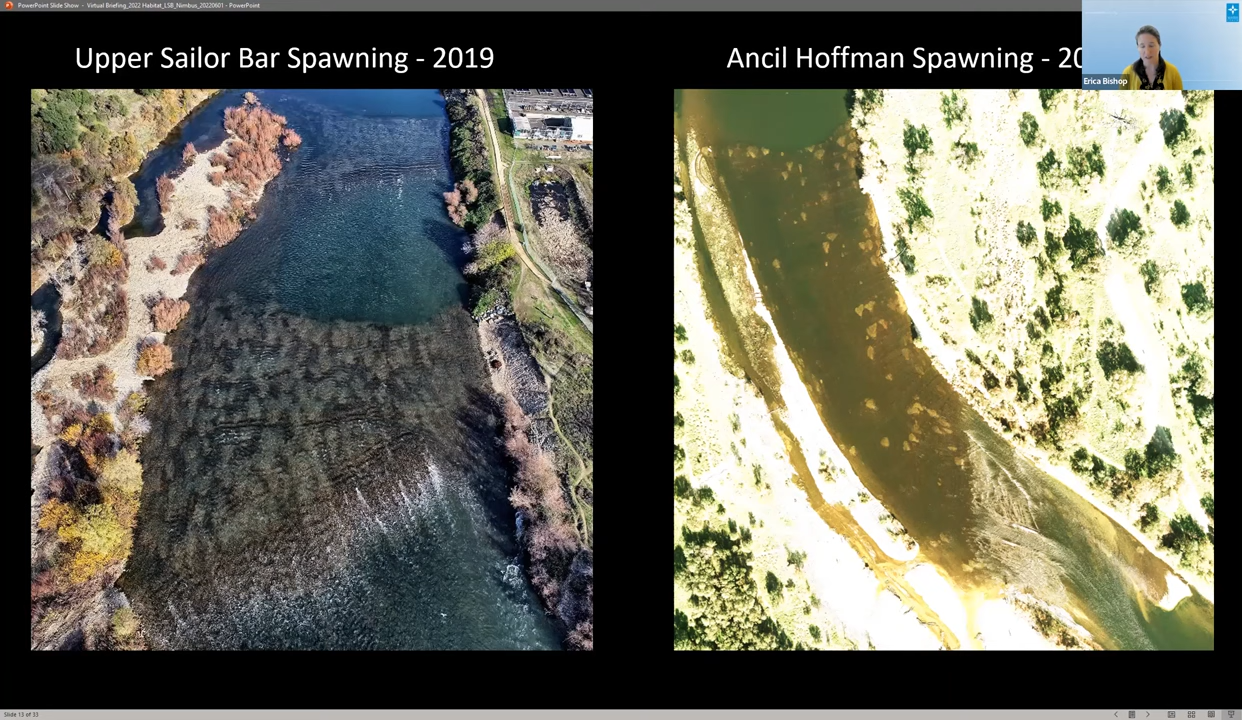 PowerPoint Slide Show - Virtual Briefing_2022 Habitat_LSB_Nimbus_20220601 - PowerPoint
Upper Sailor Bar Spawning - 2019
Ancil Hoffman Spawning - 20
Erica Bishop
Slide 13 of 33